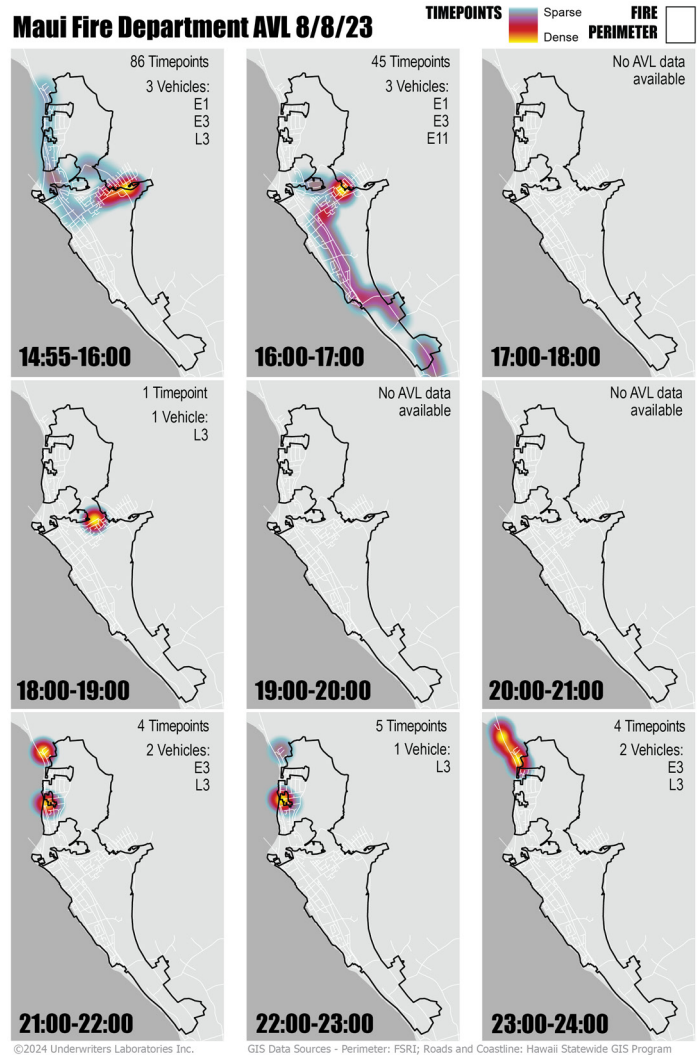 Maui Fire Department AVL 8/8/23
TIMEPOINTS
Sparse
Dense
FIRE
PERIMETER
86 Timepoints
3 Vehicles:
E1
E3
L3
14:55-16:00
45 Timepoints
3 Vehicles:
E1
E3
E11
16:00-17:00
No AVL data
available
17:00-18:00
1 Timepoint
1 Vehicle:
L3
18:00-19:00
No AVL data
available
19:00-20:00
No AVL data
available
20:00-21:00
4 Timepoints
2 Vehicles:
E3
L3
21:00-22:00
5 Timepoints
1 Vehicle:
L3
22:00-23:00
4 Timepoints
2 Vehicles:
E3
L3
23:00-24:00
©2024 Underwriters Laboratories Inc.
GIS Data Sources - Perimeter: FSRI; Roads and Coastline: Hawaii Statewide GIS Program